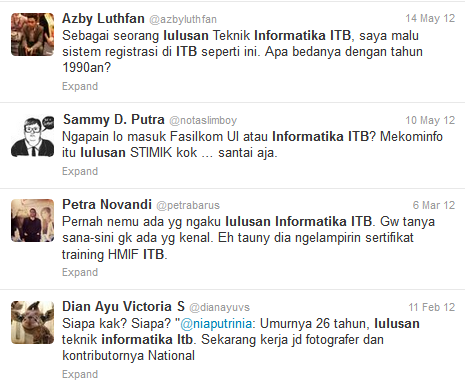 Azby Luthfan @azbyluthfan 14 May 12
Sebagai seorang lulusan Teknik Informatika ITB, saya malu
sistem registrasi di ITB seperti ini. Apa bedanya dengan tahun
1990an?
Expand
Sammy D. Putra @notaslimboy 10 May 12
Ngapain lo masuk Fasilkom UI atau Informatika ITB? Mekominfo
itu lulusan STIMIK kok ... santai aja.
Expand
Petra Novandi @petrabarus 6 Mar 12
Pernah nemu ada yg ngaku lulusan Informatika ITB. Gw tanya
sana-sini gk ada yg kenal. Eh tauny dia ngelampirin sertifikat
training HMIF ITB.
Expand
Dian Ayu Victoria S @dianayuvs 11 Feb 12
Siapa kak? Siapa? "@niaputrinia: Umurnya 26 tahun, lulusan
teknik informatika Itb. Sekarang kerja jd fotografer dan
kontributornya National
Expand